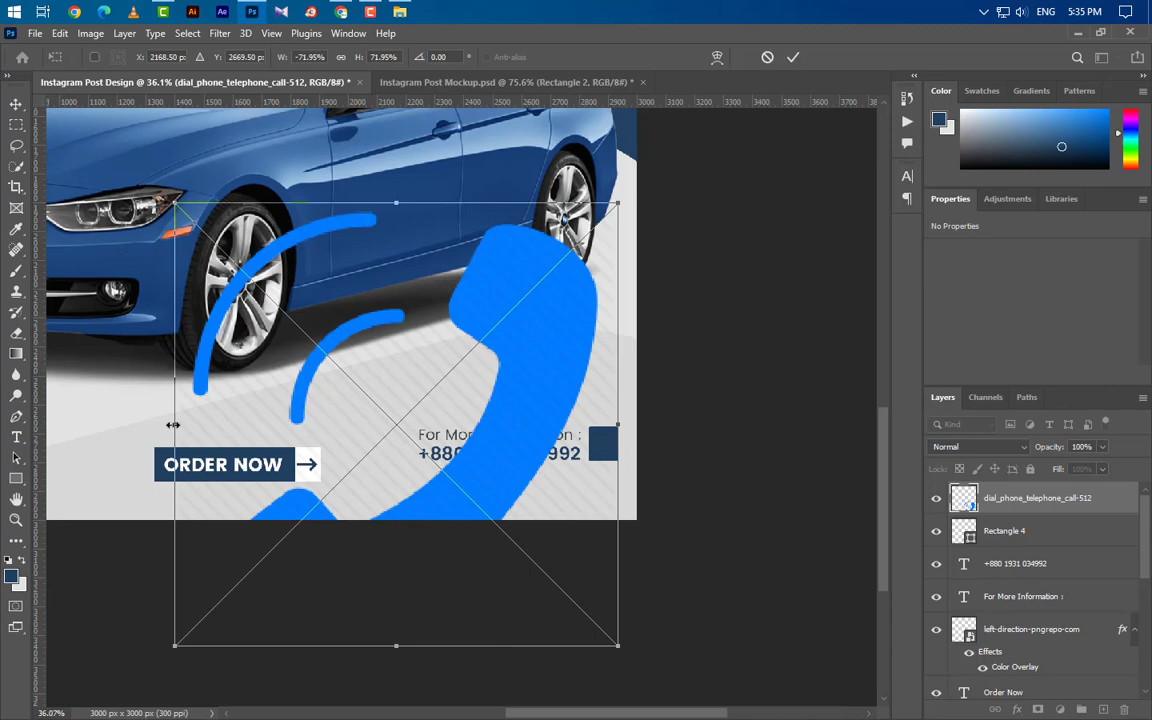 ENG
5:35 PM
Ps
File Edit Image Layer Type Select Filter 3D View Plugins Window Help
X: 2168.50 px Y: 2669.50 px W: -71.95% H: 71.95% 0.00 ° Anti-alias
Instagram Post Design @ 36.1% (dial_phone_telephone_call-512, RGB/8#) * × Instagram Post Mockup.psd @ 75.6% (Rectangle 2, RGB/8#) * ×
1000 1100 1200 1300 1400 1500 1600 1700 1800 1900 2000 2100 2200 2300 2400 2500 2600 2700 2800 2900 3000 3100 3200 3300 3400 3500 3600 3700
Color Swatches Gradients Patterns
Properties Adjustments Libraries
No Properties
For More Information :
ORDER NOW
Layers Channels Paths
Kind
Normal Opacity: 100%
Lock: Fill: 100%
dial_phone_telephone_call-512
Rectangle 4
+880 1931 034992
For More Information :
left-direction-pngrepo-com fx
Effects
Color Overlay
Order Now
36.07% 3000 px x 3000 px (300 ppi)